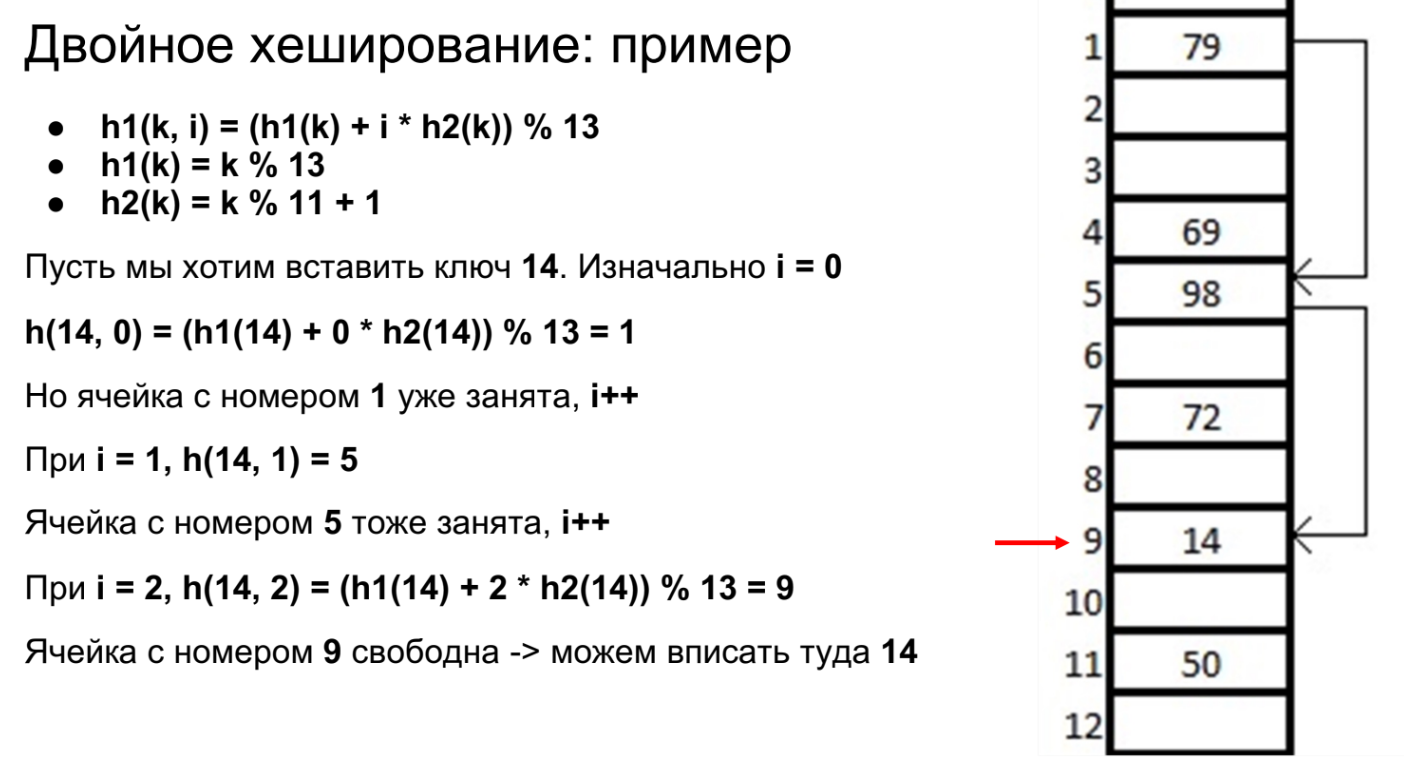 Двойное хеширование: пример
● h1(k, i) = (h1(k) + i * h2(k)) % 13
● h1(k) = k % 13
● h2(k) = k % 11 + 1
Пусть мы хотим вставить ключ 14. Изначально i = 0
h(14, 0) = (h1(14) + 0 * h2(14)) % 13 = 1
Но ячейка с номером 1 уже занята, i++
При i = 1, h(14, 1) = 5
Ячейка с номером 5 тоже занята, i++
При i = 2, h(14, 2) = (h1(14) + 2 * h2(14)) % 13 = 9
Ячейка с номером 9 свободна -> можем вписать туда 14
1 79
2
3
4 69
5 98
6
7 72
8
9 14
10
11 50
12